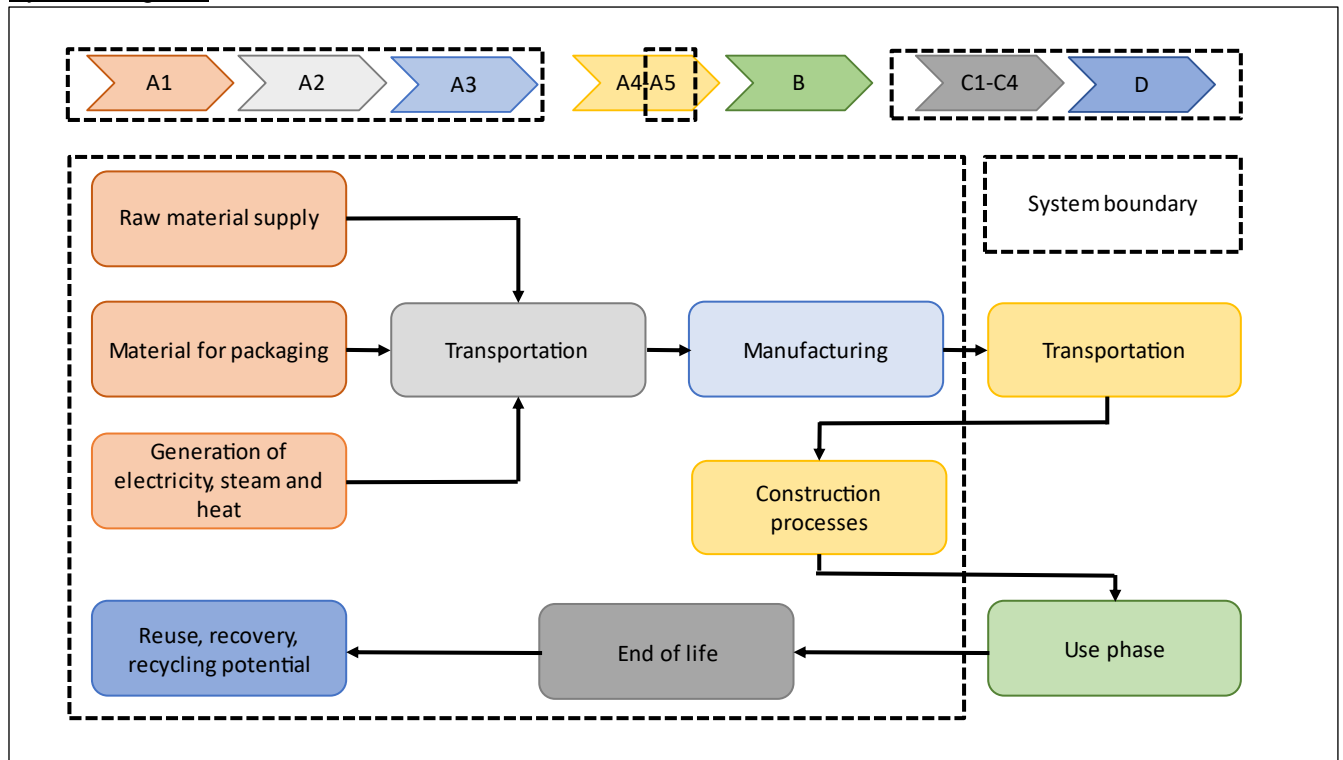 A1
A2
A3
A4-A5
B
C1-C4
D
Raw material supply
System boundary
Material for packaging
Transportation
Manufacturing
Transportation
Generation of
electricity, steam and
heat
Construction
processes
Reuse, recovery,
recycling potential
End of life
Use phase